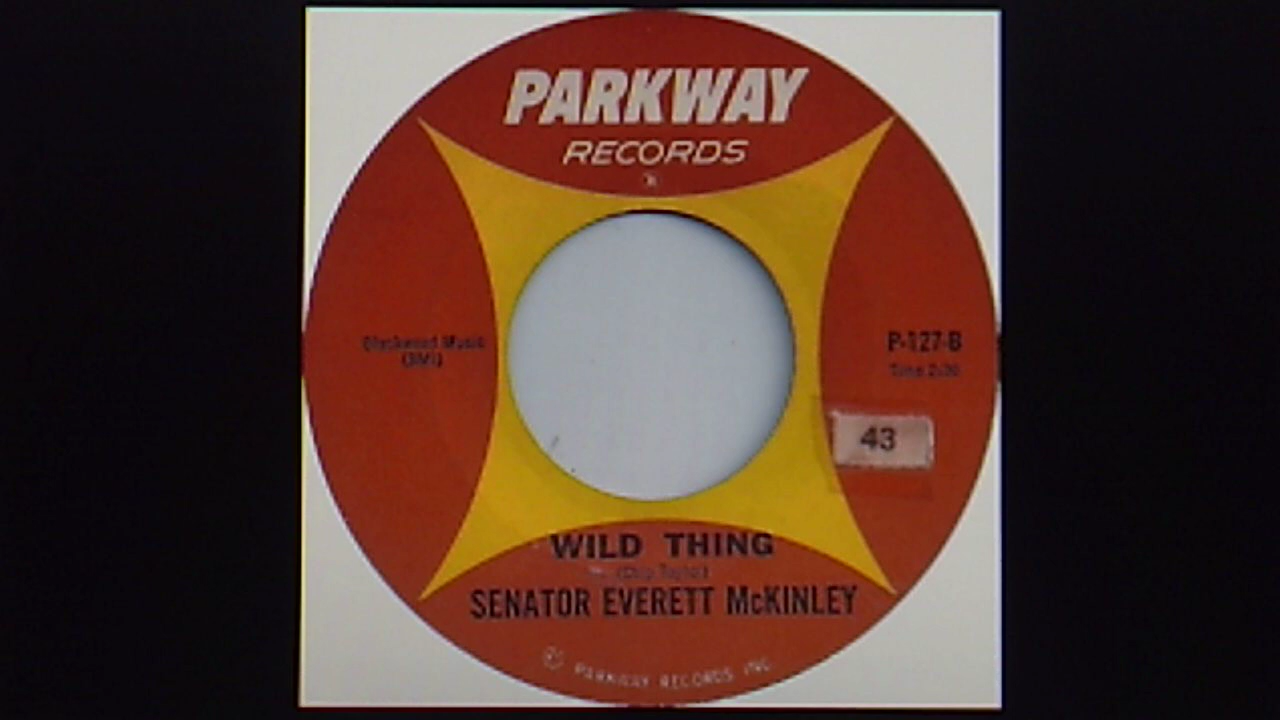 PARKWAY
RECORDS
Blackwood Music
(BMI)
P-127-B
Time 2:30
43
WILD THING
(Chip Taylor)
SENATOR EVERETT McKINLEY
PARKWAY RECORDS INC